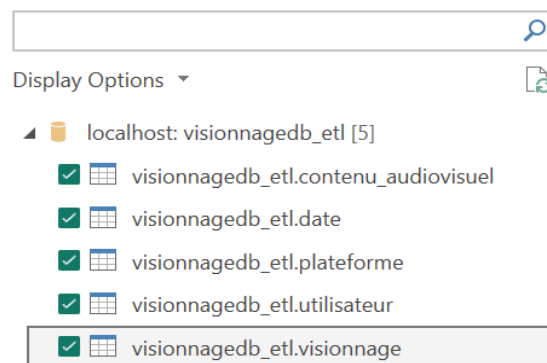 Display Options
localhost: visionnagedb_etl [5]
visionnagedb_etl.contenu_audiovisuel
visionnagedb_etl.date
visionnagedb_etl.plateforme
visionnagedb_etl.utilisateur
visionnagedb_etl.visionnage